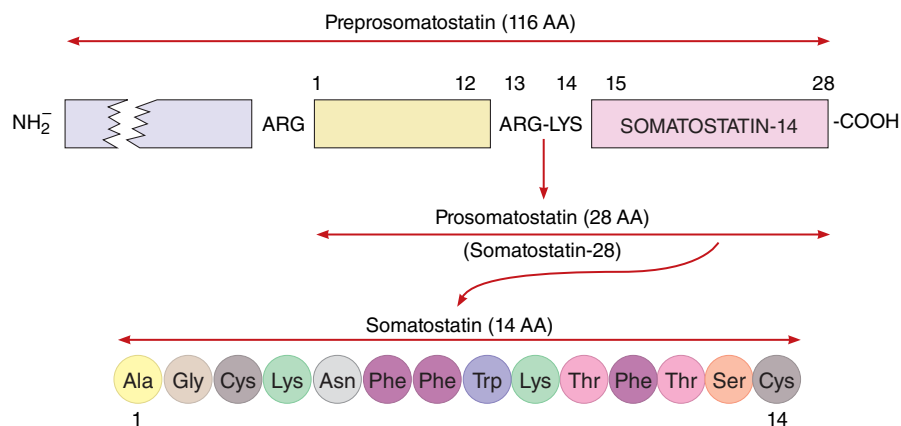 Preprosomatostatin (116 AA)
1 12 13 14 15 28
NH₂⁻ ARG ARG-LYS SOMATOSTATIN-14 -COOH
Prosomatostatin (28 AA)
(Somatostatin-28)
Somatostatin (14 AA)
Ala Gly Cys Lys Asn Phe Phe Trp Lys Thr Phe Thr Ser Cys
1 14